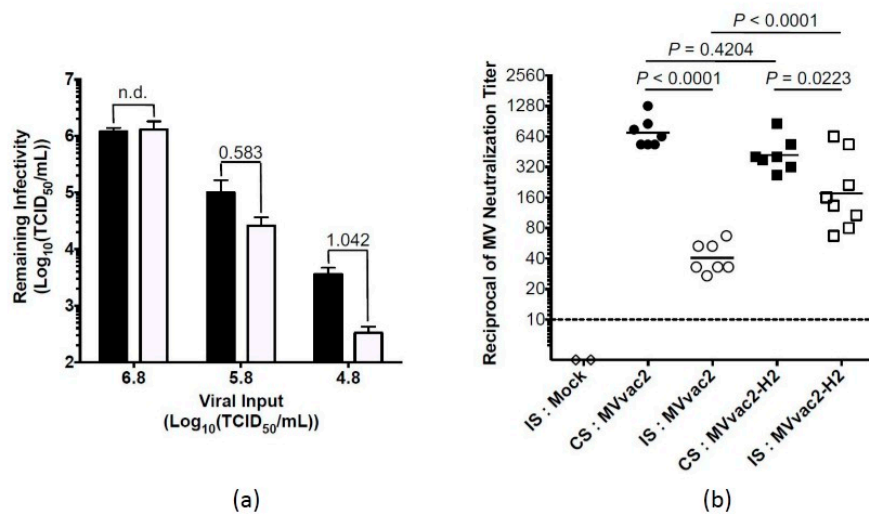 7
6
5
4
3
2
Remaining Infectivity
(Log10(TCID50/mL))
n.d.
0.583
1.042
6.8
5.8
4.8
Viral Input
(Log10(TCID50/mL))
(a)
P < 0.0001
P = 0.4204
P < 0.0001
P = 0.0223
Reciprocal of MV Neutralization Titer
2560
1280
640
320
160
80
40
20
10
IS : Mock
CS : MVvac2
IS : MVvac2
CS : MVvac2-H2
IS : MVvac2-H2
(b)